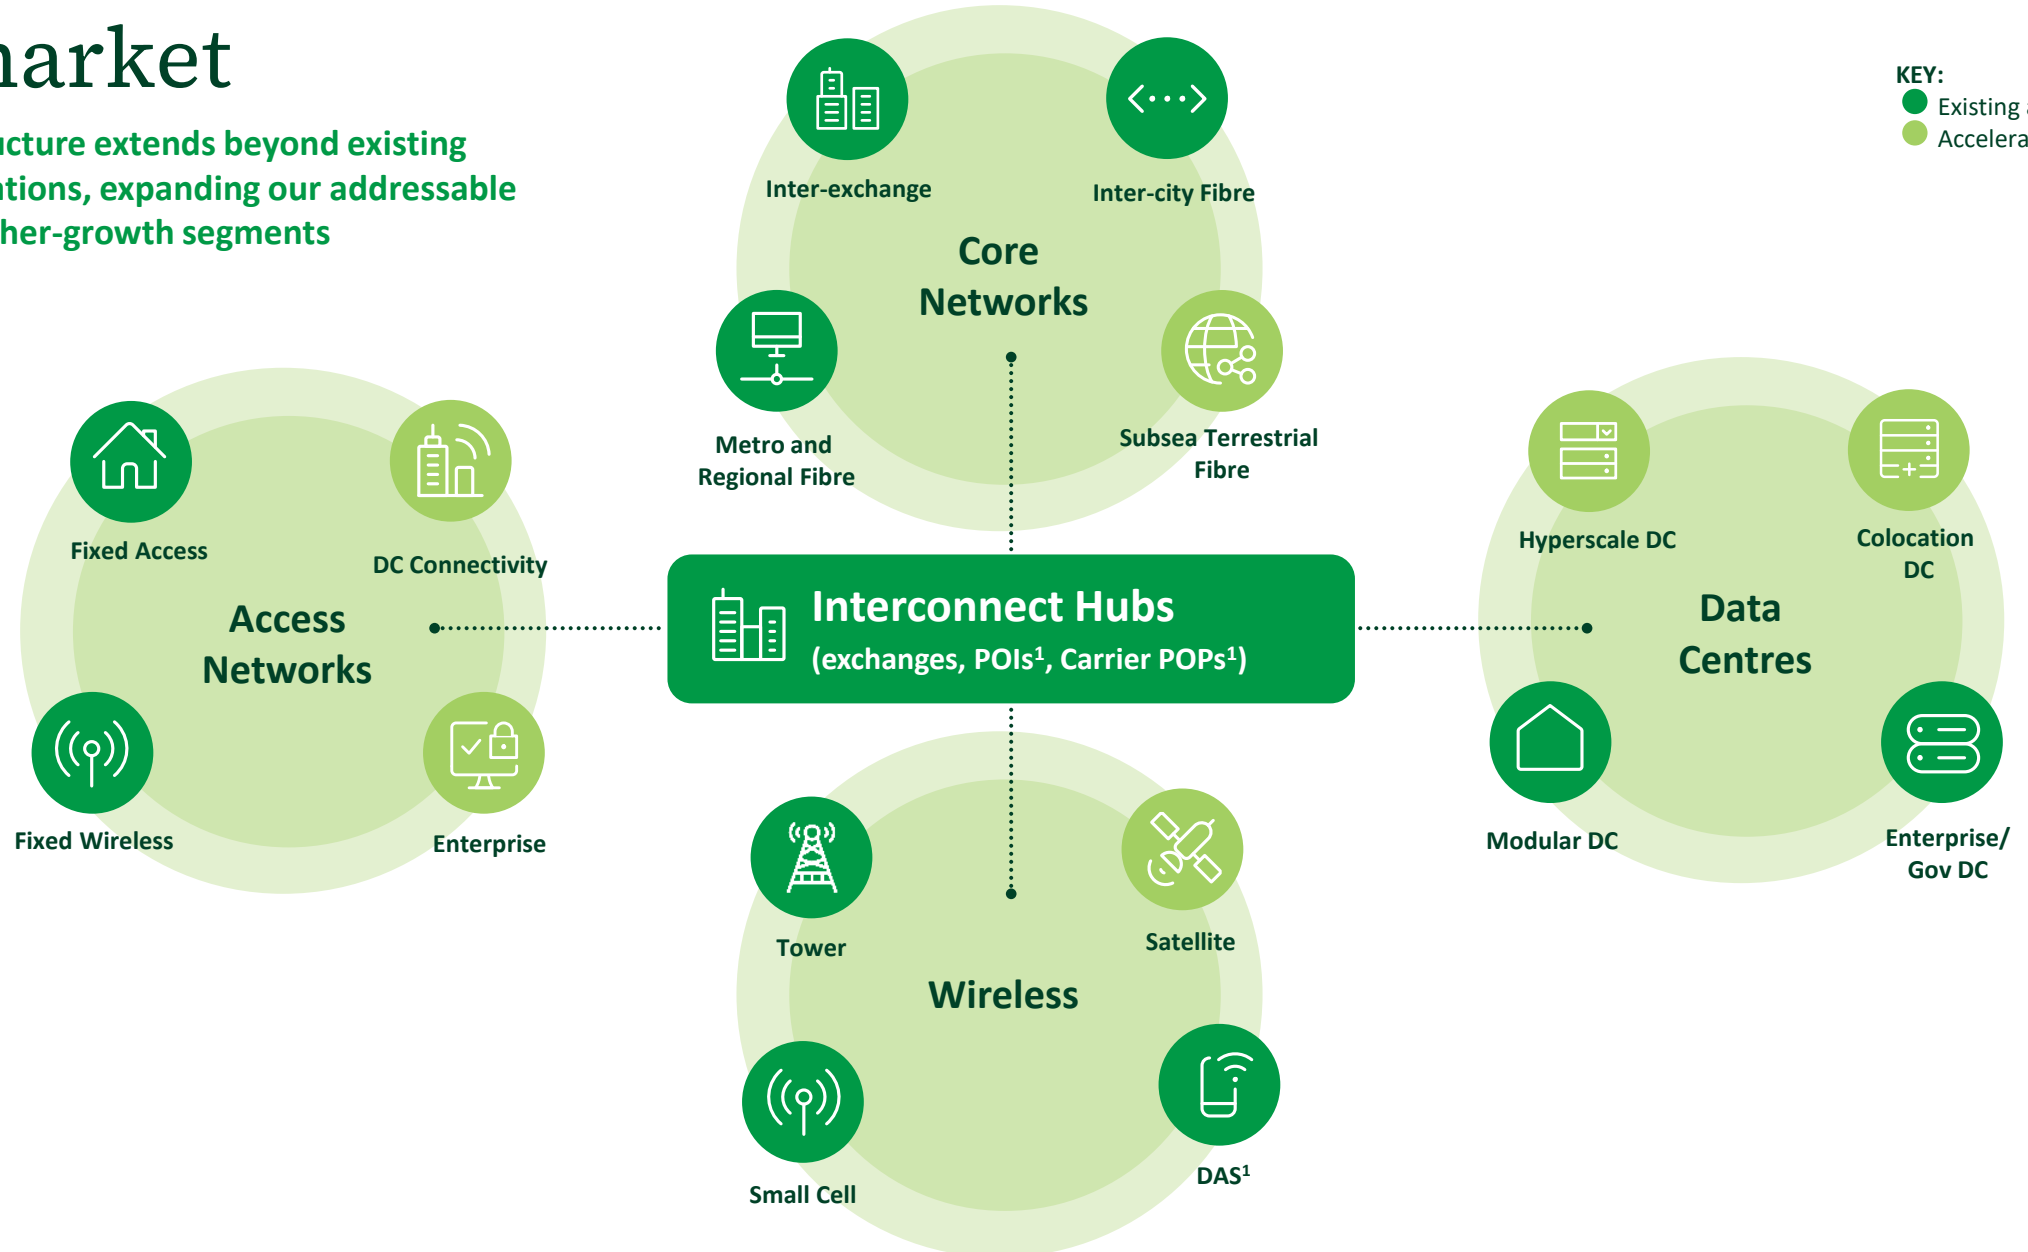 market
ucture extends beyond existing
ations, expanding our addressable
her-growth segments
KEY:
Existing
Accelera
Inter-exchange
Inter-city Fibre
Core
Networks
Metro and
Regional Fibre
Subsea Terrestrial
Fibre
Fixed Access
DC Connectivity
Access
Networks
Fixed Wireless
Enterprise
Interconnect Hubs
(exchanges, POIs¹, Carrier POPs¹)
Hyperscale DC
Colocation
DC
Data
Centres
Modular DC
Enterprise/
Gov DC
Tower
Satellite
Wireless
Small Cell
DAS¹